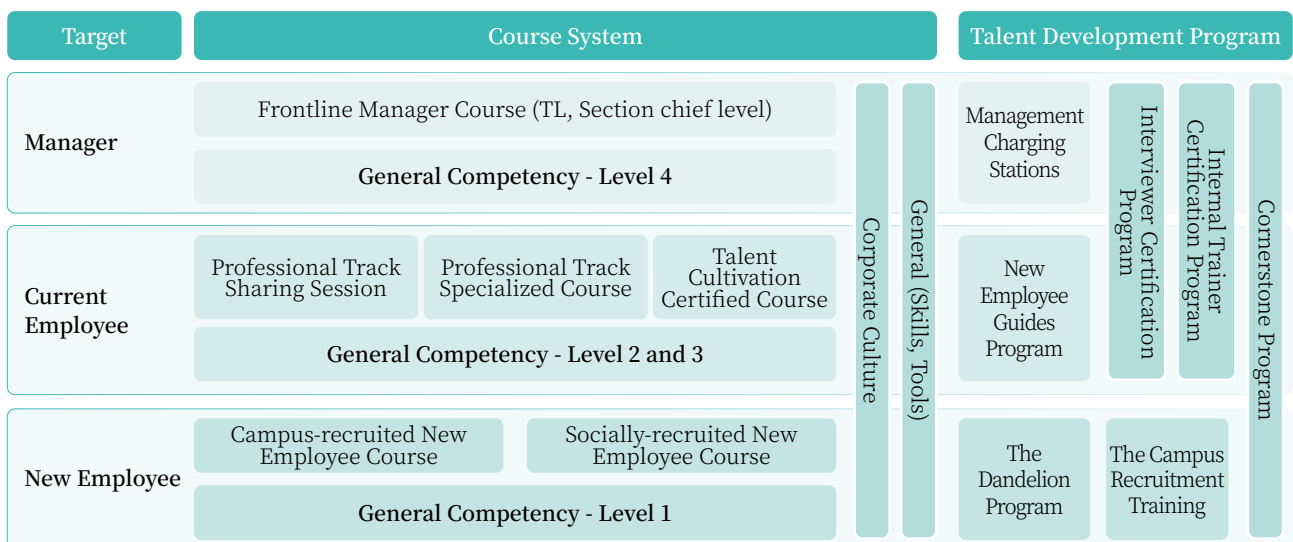 Target
Course System
Talent Development Program
Manager
Frontline Manager Course (TL, Section chief level)
General Competency - Level 4
Current
Employee
Professional Track
Sharing Session
Professional Track
Specialized Course
Talent
Cultivation
Certified Course
General Competency - Level 2 and 3
New Employee
Campus-recruited New
Employee Course
Socially-recruited New
Employee Course
General Competency - Level 1
Corporate Culture
General (Skills, Tools)
Management
Charging
Stations
New
Employee
Guides
Program
The
Dandelion
Program
The Campus
Recruitment
Training
Interviewer Certification
Program
Internal Trainer
Certification Program
Cornerstone Program